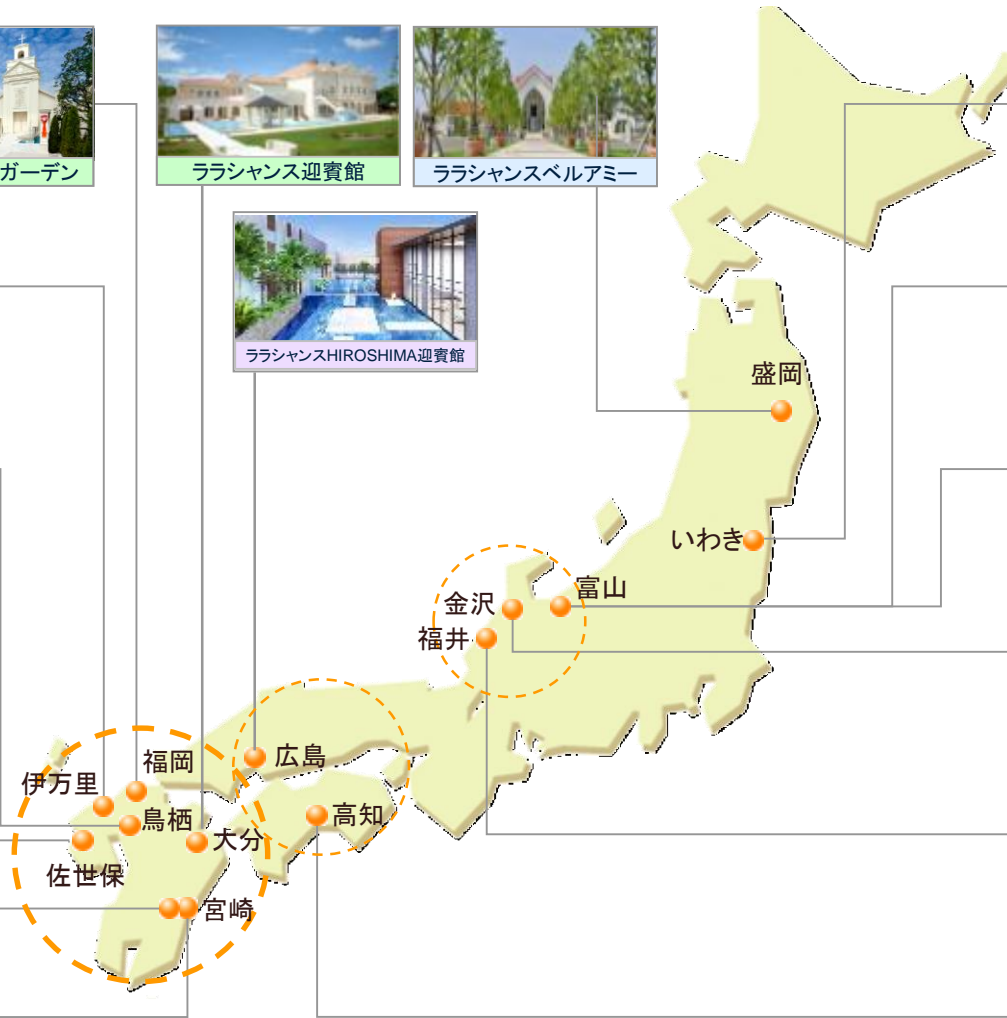 ガーデン
ララシャンス迎賓館
ララシャンスベルアミー
ララシャンスHIROSHIMA迎賓館
盛岡
いわき
富山
金沢
福井
広島
福岡
伊万里
高知
鳥栖
大分
佐世保
宮崎